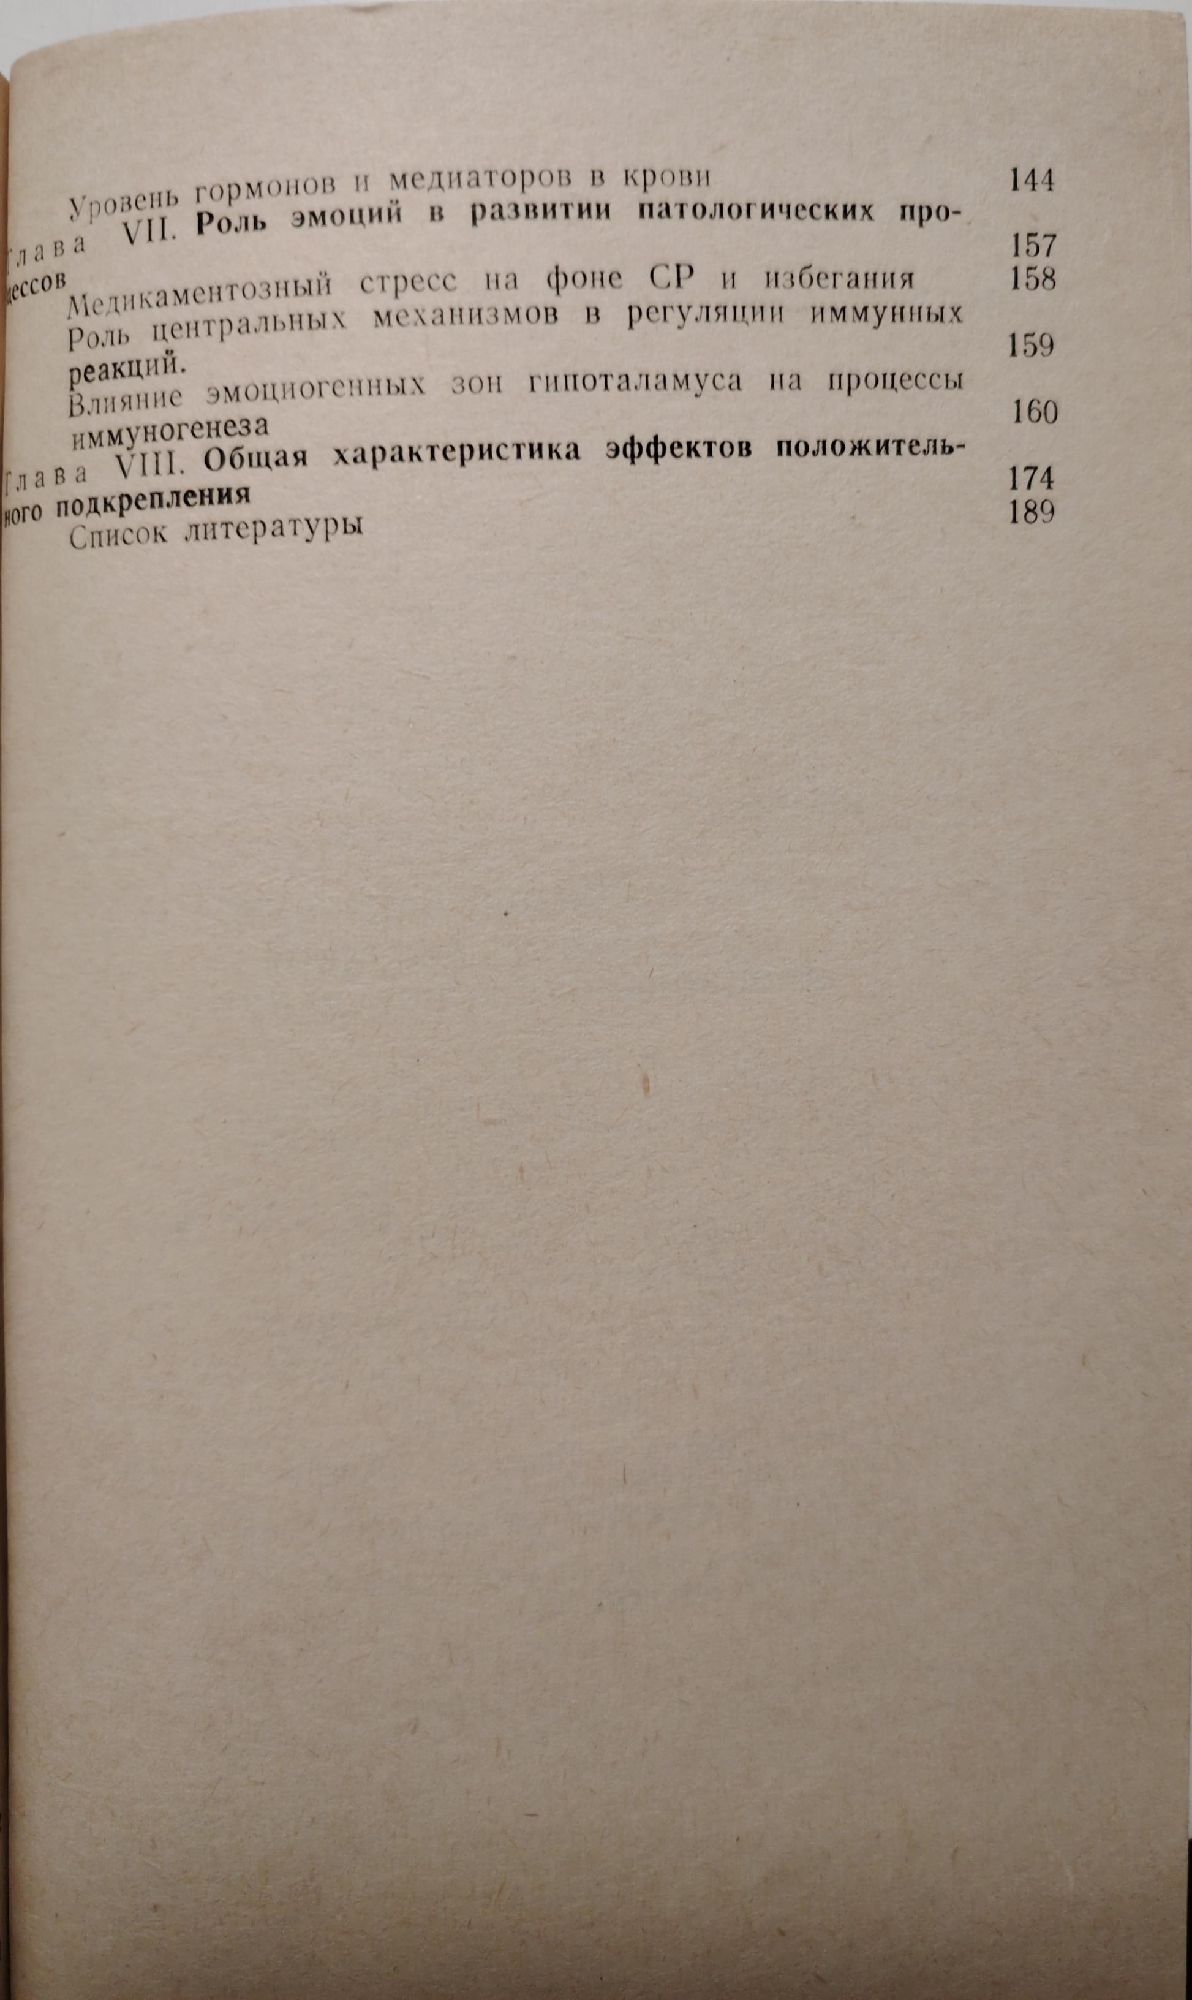 Уровень гормонов и медиаторов в крови 144
Глава VII. Роль эмоций в развитии патологических про-
цессов 157
Медикаментозный стресс на фоне СР и избегания 158
Роль центральных механизмов в регуляции иммунных
реакций. 159
Влияние эмоциогенных зон гипоталамуса на процессы
иммуногенеза 160
Глава VIII. Общая характеристика эффектов положитель-
ного подкрепления 174
Список литературы 189